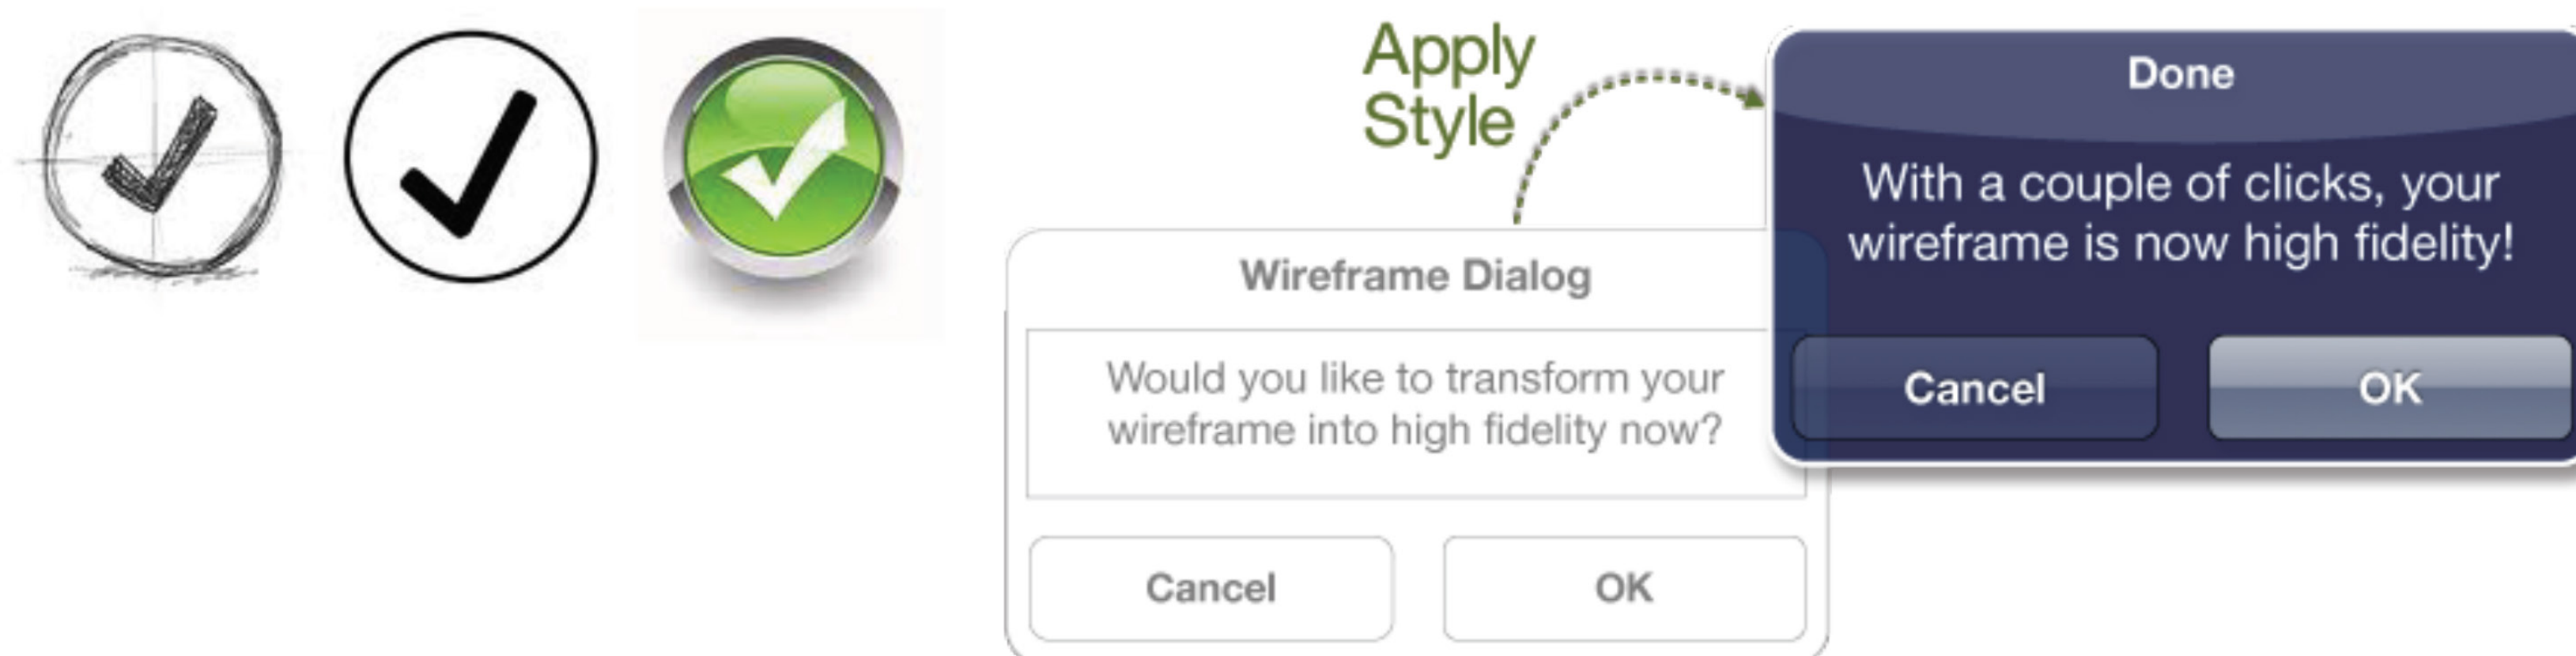 Apply
Style
Wireframe Dialog
Would you like to transform your
wireframe into high fidelity now?
Cancel
OK
Done
With a couple of clicks, your
wireframe is now high fidelity!
Cancel
OK